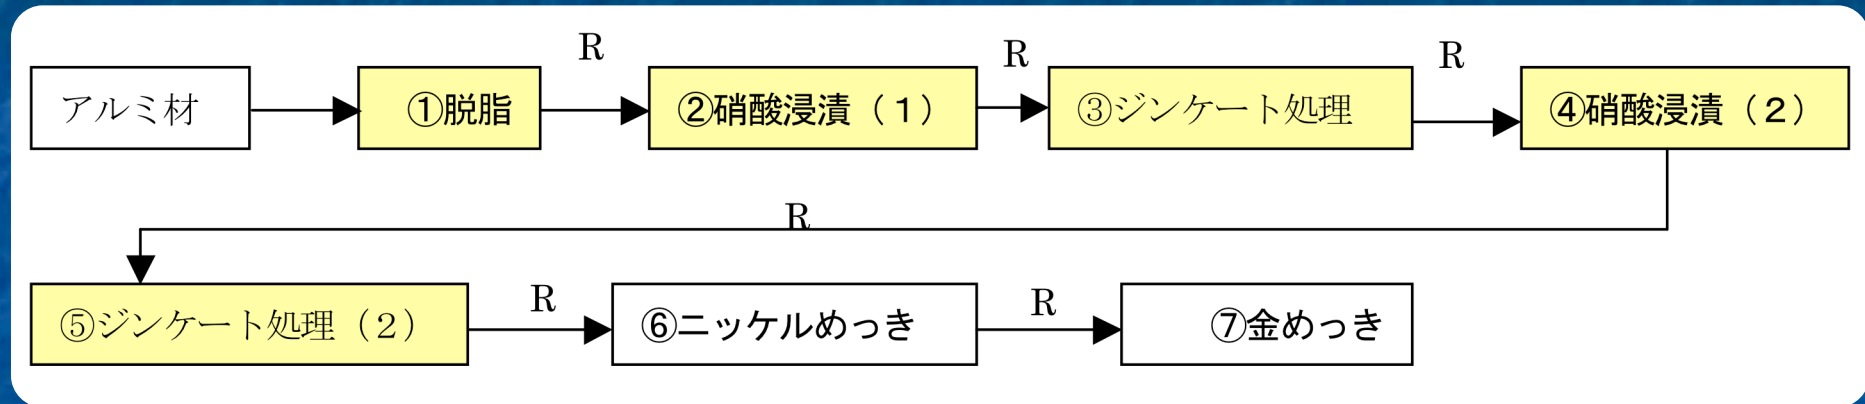 アルミ材
①脱脂
R
②硝酸浸漬（１）
R
③ジンケート処理
R
④硝酸浸漬（２）
R
⑤ジンケート処理（２）
R
⑥ニッケルめっき
R
⑦金めっき